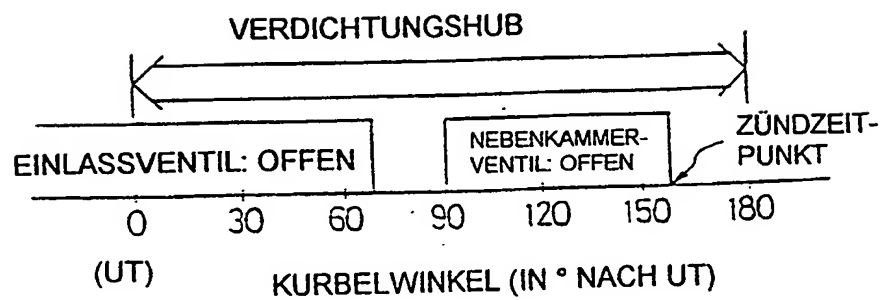 VERDICHTUNGSHUB
EINLASSVENTIL: OFFEN
NEBENKAMMER-
VENTIL: OFFEN
ZÜNDZEIT-
PUNKT
0 30 60 90 120 150 180
(UT)
KURBELWINKEL (IN ° NACH UT)